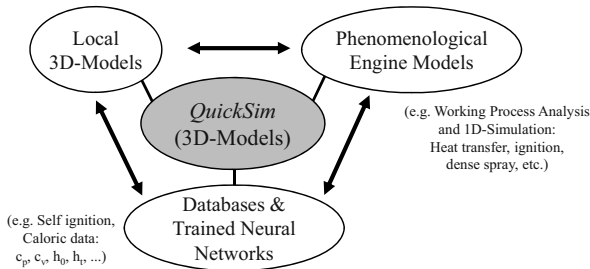 Local
3D-Models
Phenomenological
Engine Models
QuickSim
(3D-Models)
(e.g. Working Process Analysis
and 1D-Simulation:
Heat transfer, ignition,
dense spray, etc.)
Databases &
Trained Neural
Networks
(e.g. Self ignition,
Caloric data:
cₚ, cᵥ, h₀, hₜ, ...)